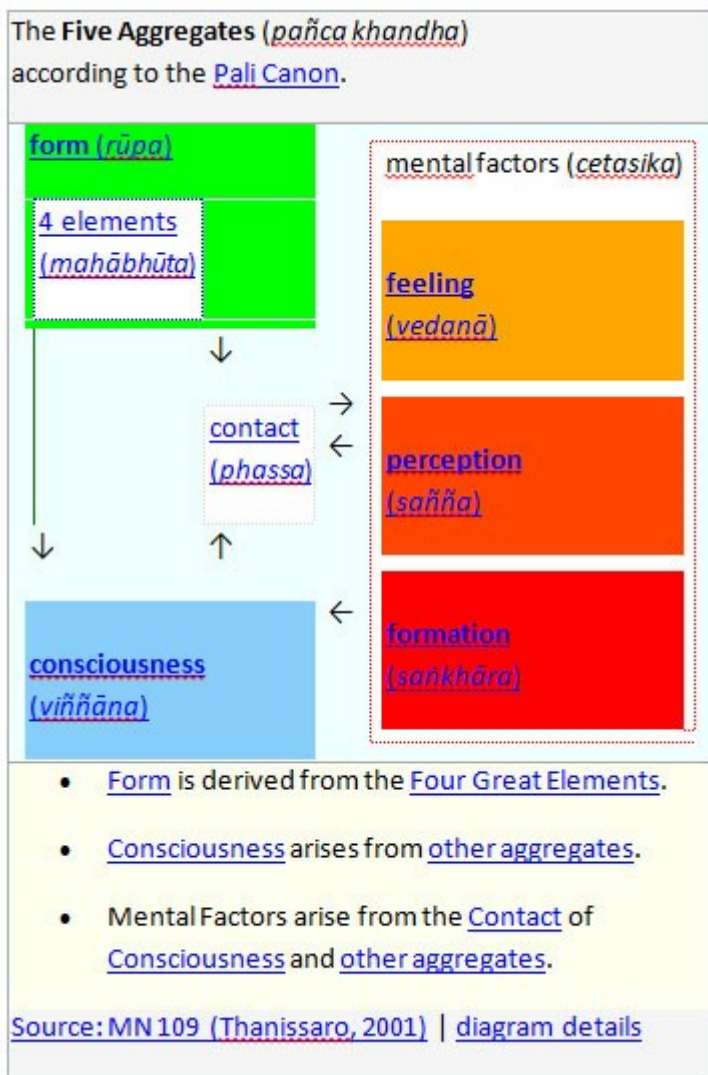 The Five Aggregates (pañca khandha)
according to the Pali Canon.
form (rūpa)
4 elements
(mahābhūta)
↓
contact
(phassa)
→
←
↓
↑
consciousness
(viññāna)
←
mental factors (cetasika)
feeling
(vedanā)
perception
(sañña)
formation
(saṅkhāra)
• Form is derived from the Four Great Elements.
• Consciousness arises from other aggregates.
• Mental Factors arise from the Contact of
Consciousness and other aggregates.
Source: MN 109 (Thanissaro, 2001) | diagram details